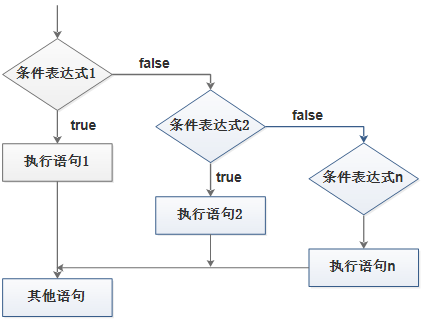 条件表达式1
false
true
条件表达式2
false
执行语句1
true
条件表达式n
执行语句2
执行语句n
其他语句